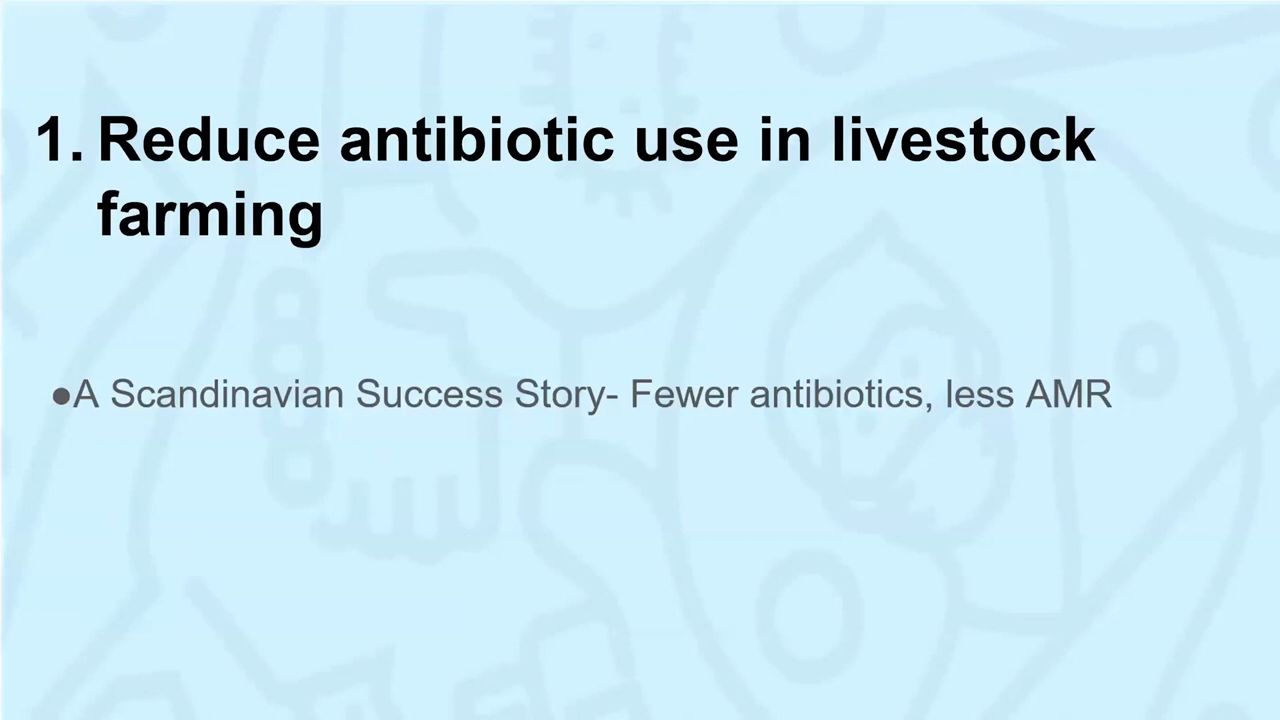 1. Reduce antibiotic use in livestock
farming
●A Scandinavian Success Story- Fewer antibiotics, less AMR